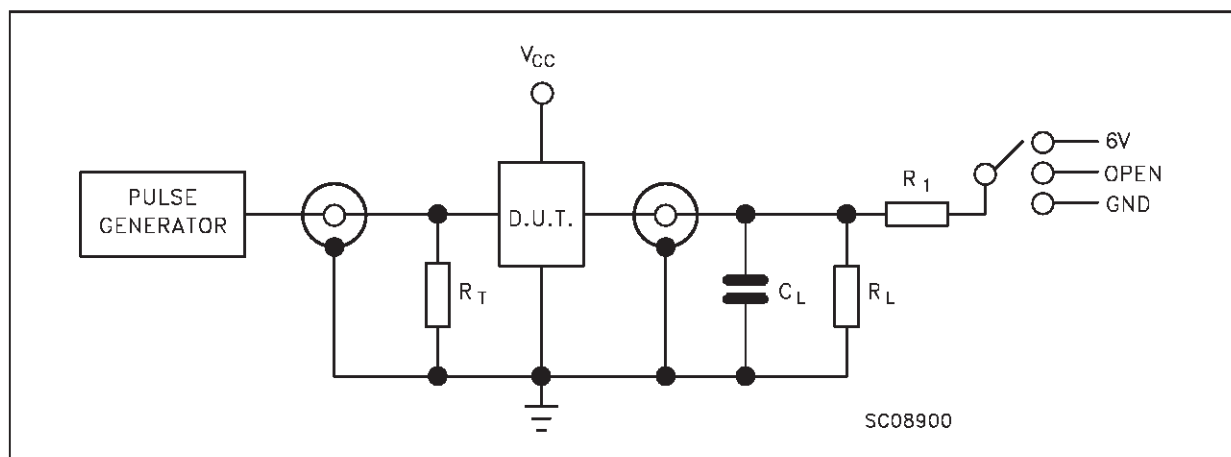 VCC
6V
OPEN
GND
R1
PULSE
GENERATOR
D.U.T.
RT
CL
RL
SC08900